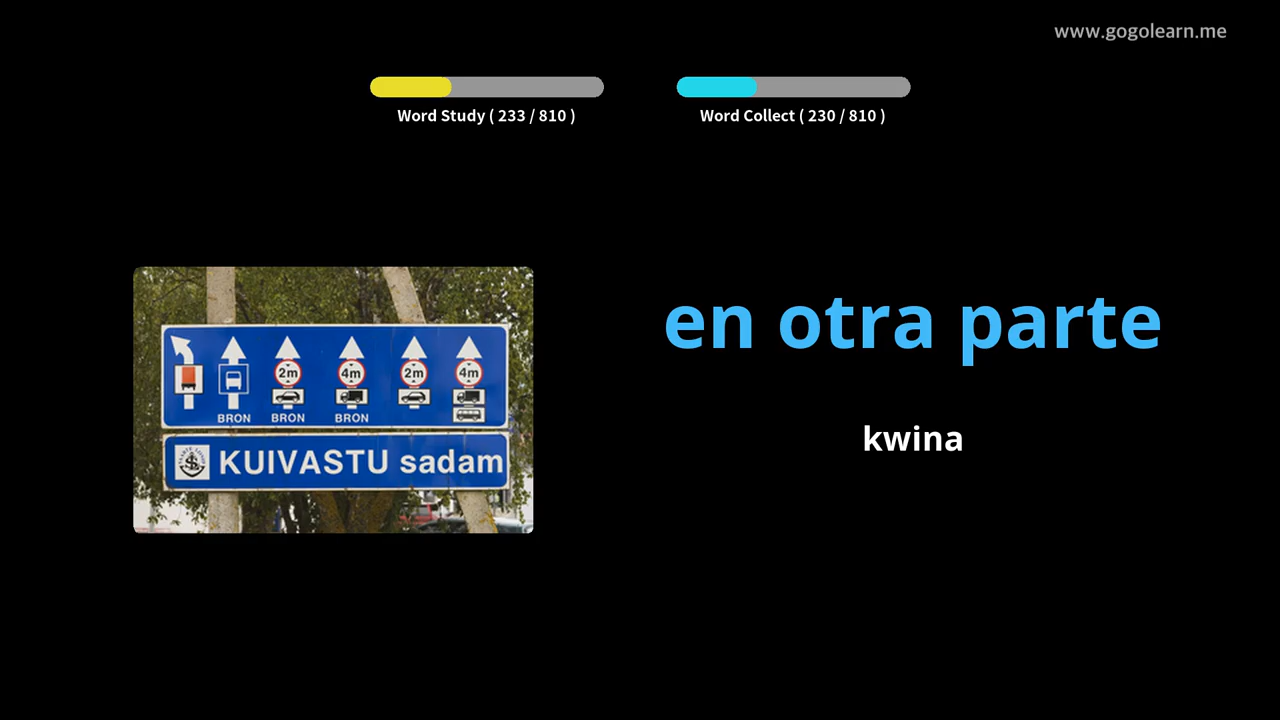 www.gogolearn.me
Word Study ( 233 / 810 )
Word Collect ( 230 / 810 )
en otra parte
kwina
2m 4m 2m 4m
BRON BRON BRON
KUIVASTU sadam